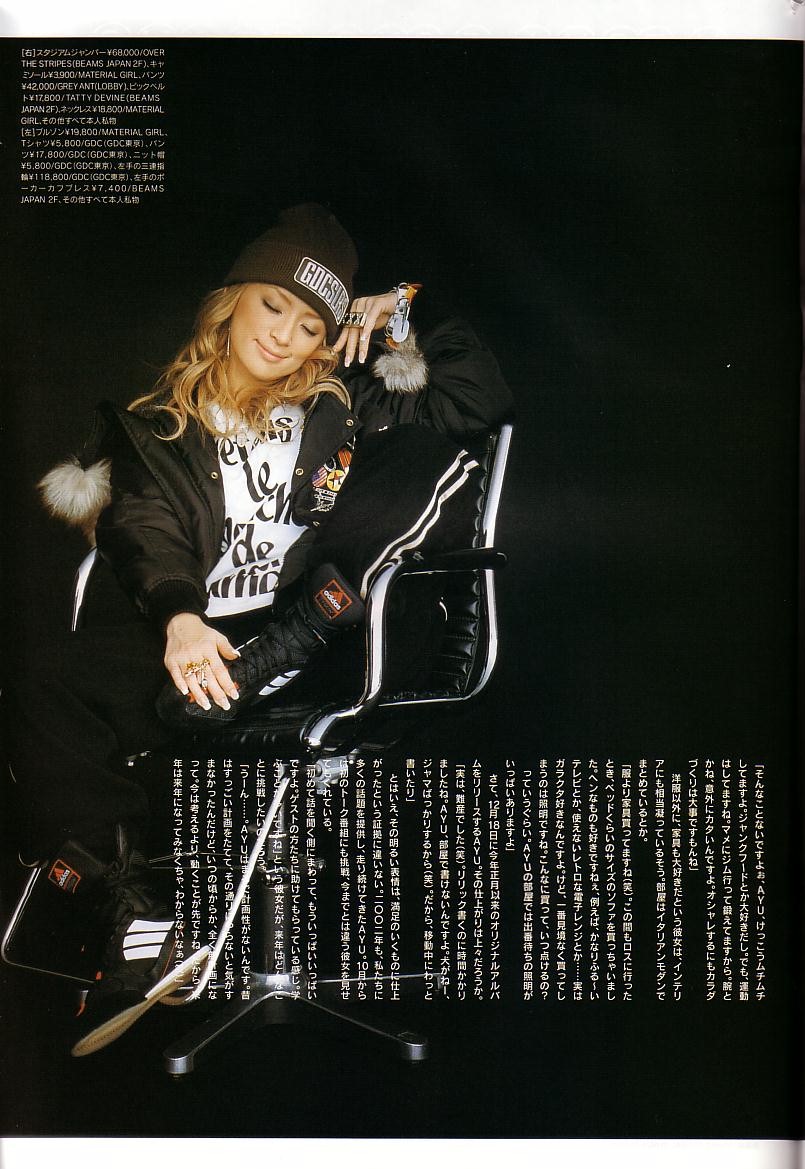 [右]スタジアムジャンパー¥68,000/OVER
THE STRIPES(BEAMS JAPAN 2F)、キャ
ミソール¥3,900/MATERIAL GIRL、パンツ
¥42,000/GREY ANT(LOBBY)、ビックベル
ト¥17,800/TATTY DEVINE(BEAMS
JAPAN 2F)、ネックレス¥18,800/MATERIAL
GIRL、その他すべて本人私物
[左]ブルゾン¥19,800/MATERIAL GIRL、
Tシャツ¥5,800/GDC(GDC東京)、パン
ツ¥17,800/GDC(GDC東京)、ニット帽
¥5,800/GDC(GDC東京)、左手の三連指
輪¥118,800/GDC(GDC東京)、左手のポ
ーカーカフブレス¥7,400/BEAMS
JAPAN 2F、その他すべて本人私物
GDCS
le
de
adidas
「そんなことないですよぉ。AYU、けっこうムチムチ
してますよ。ジャンクフードとか大好きだし。でも、運動
はしてますね。マメにジム行って鍛えてますから。腕と
かね、意外にカタいんですよ。オシャレするにもカラダ
づくりは大事ですもんね」
洋服以外に、家具も大好きだという彼女は、インテリ
アにも相当凝っているそう。部屋はイタリアンモダンで
まとめているとか。
「服より家具買ってますね(笑)。この間もロスに行った
とき、ベッドくらいのサイズのソファを買っちゃいまし
た。ヘンなものも好きですねぇ、例えば、かなりふる〜い
テレビとか、使えないレトロな電子レンジとか……実は
ガラクタ好きなんですよ。けど、一番見境なく買ってし
まうのは照明ですね。こんなに買って、いつ点けるの?
っていうぐらい。AYUの部屋では出番待ちの照明が
いっぱいありますよ」
さて、12月18日に今年正月以来のオリジナルアルバ
ムをリリースするAYU。その仕上がりは上々だろうか。
「実は、難産でした(笑)。リリック書くのに時間かかり
ましたね。AYU、部屋で書けないんですよ。犬がねー、
ジャマばっかりするから(笑)。だから、移動中にわっと
書いたり」
とはいえ、その明るい表情は、満足のいくものに仕上
がったという証拠に違いない。二〇〇二年も、私たちに
多くの話題を提供し、走り続けてきたAYU。10月から
は初のトーク番組にも挑戦、今までとは違う彼女を見せ
てくれている。
「初めて話を聞く側にまわって、もういっぱいいっぱい
ですよ。ゲストの方たちに助けてもらっている感じ。学
ぶことが ですね」という彼女だが、来年はどんなこ
とに挑戦したい ろう。
「うーん……。AYUはま 計画性がないんです。昔
はすっごい計画をたてて、その通り ないと気がす
まなかったんだけど、いつの頃からか、全く 画にな
って。今は考えるより、動くことが先ですね。 から、来
年は来年になってみなくちゃ、わからないなぁ(笑)」